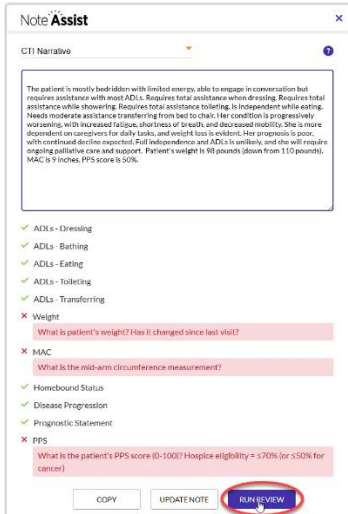 Note Assist
×
CTI Narrative
?
The patient is mostly bedridden with limited energy, able to engage in conversation but
requires assistance with most ADLs. Requires total assistance when dressing. Requires total
assistance while showering. Requires total assistance toileting. is independent while eating.
Needs moderate assistance transferring from bed to chair. Her condition is progressively
worsening, with increased fatigue, shortness of breath, and decreased mobility. She is more
dependent on caregivers for daily tasks, and weight loss is evident. Her prognosis is poor,
with continued decline expected. Full independence and ADLs is unlikely, and she will require
ongoing palliative care and support. Patient's weight is 98 pounds (down from 110 pounds).
MAC is 9 inches. PPS score is 50%.
ADLs - Dressing
ADLs - Bathing
ADLs - Eating
ADLs - Toileting
ADLs - Transferring
Weight
What is patient's weight? Has it changed since last visit?
MAC
What is the mid-arm circumference measurement?
Homebound Status
Disease Progression
Prognostic Statement
PPS
What is the patient's PPS score (0-100)? Hospice eligibility = ≤70% (or ≤50% for
cancer)
COPY UPDATE NOTE RUN REVIEW